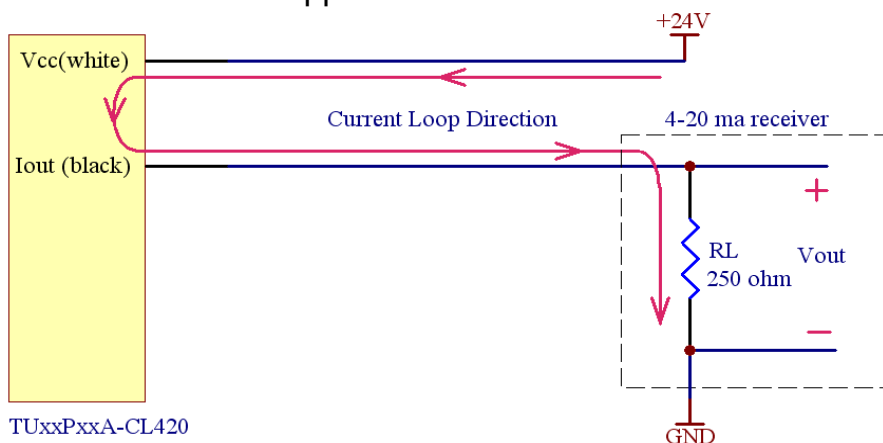 +24V
Vcc(white)
Current Loop Direction
4-20 ma receiver
Iout (black)
+
RL
250 ohm
Vout
−
TUxxPxxA-CL420
GND